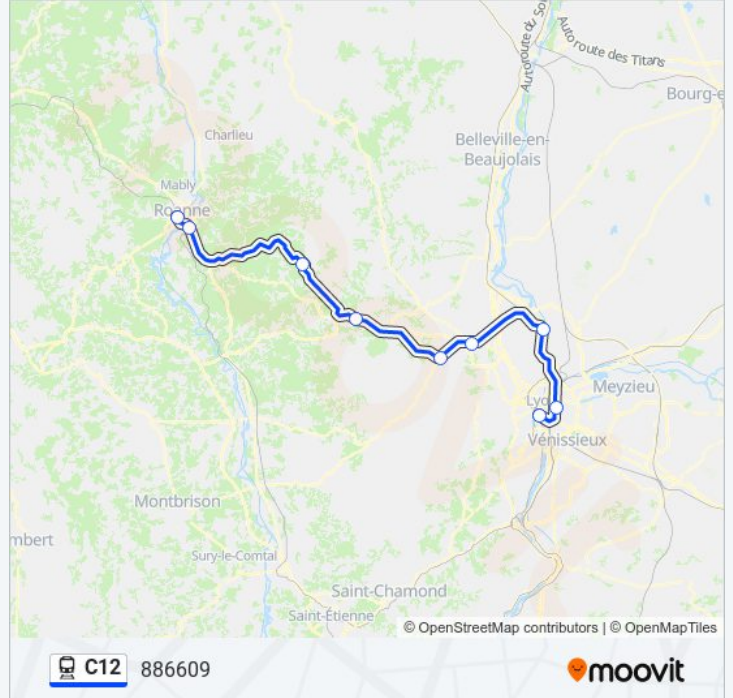 Autoroute du So
Autoroute des Titans
Bourg-e
Charlieu
Belleville-en-
Beaujolais
Mably
Roanne
Meyzieu
Lyo
Vénissieux
Montbrison
mbert
Sury-le-Comtal
Saint-Chamond
Saint-Étienne
© OpenStreetMap contributors | © OpenMapTiles
C12 886609 moovit